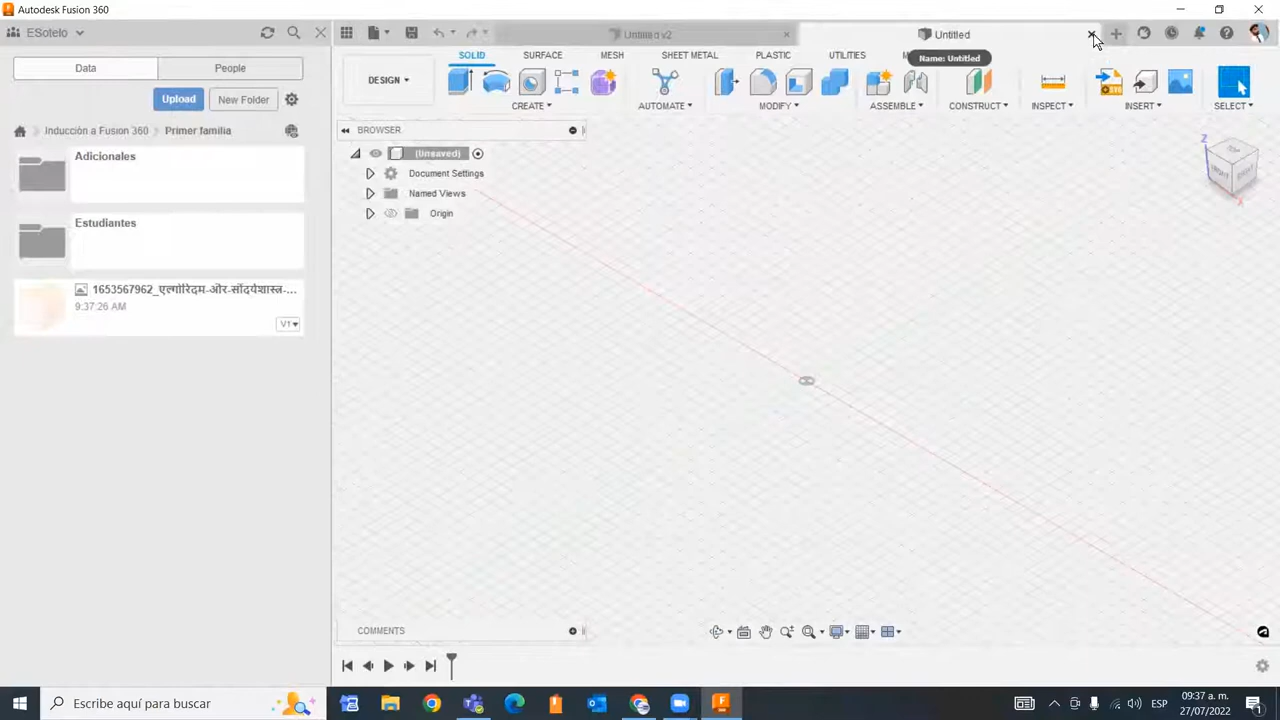 Autodesk Fusion 360
ESotelo
Untitled v2
Untitled
Data
People
SOLID
SURFACE
MESH
SHEET METAL
PLASTIC
UTILITIES
Name: Untitled
DESIGN
Upload
New Folder
CREATE
AUTOMATE
MODIFY
ASSEMBLE
CONSTRUCT
INSPECT
INSERT
SELECT
Inducción a Fusion 360
Primer familia
BROWSER
(Unsaved)
Document Settings
Named Views
Origin
Adicionales
Estudiantes
1653567962_एल्गोरिदम-और-सौंदर्यशास्त्र-...
9:37:26 AM
V1
Z
TOP
FRONT
RIGHT
X
COMMENTS
Escribe aquí para buscar
ESP
09:37 a. m.
27/07/2022